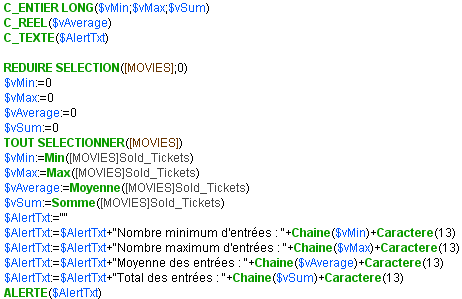 C_ENTIER LONG($vMin;$vMax;$vSum)
C_REEL($vAverage)
C_TEXTE($AlertTxt)
REDUIRE SELECTION([MOVIES];0)
$vMin:=0
$vMax:=0
$vAverage:=0
$vSum:=0
TOUT SELECTIONNER([MOVIES])
$vMin:=Min([MOVIES]Sold_Tickets)
$vMax:=Max([MOVIES]Sold_Tickets)
$vAverage:=Moyenne([MOVIES]Sold_Tickets)
$vSum:=Somme([MOVIES]Sold_Tickets)
$AlertTxt:=""
$AlertTxt:=$AlertTxt+"Nombre minimum d'entrées : "+Chaine($vMin)+Caractere(13)
$AlertTxt:=$AlertTxt+"Nombre maximum d'entrées : "+Chaine($vMax)+Caractere(13)
$AlertTxt:=$AlertTxt+"Moyenne des entrées : "+Chaine($vAverage)+Caractere(13)
$AlertTxt:=$AlertTxt+"Total des entrées : "+Chaine($vSum)+Caractere(13)
ALERTE($AlertTxt)